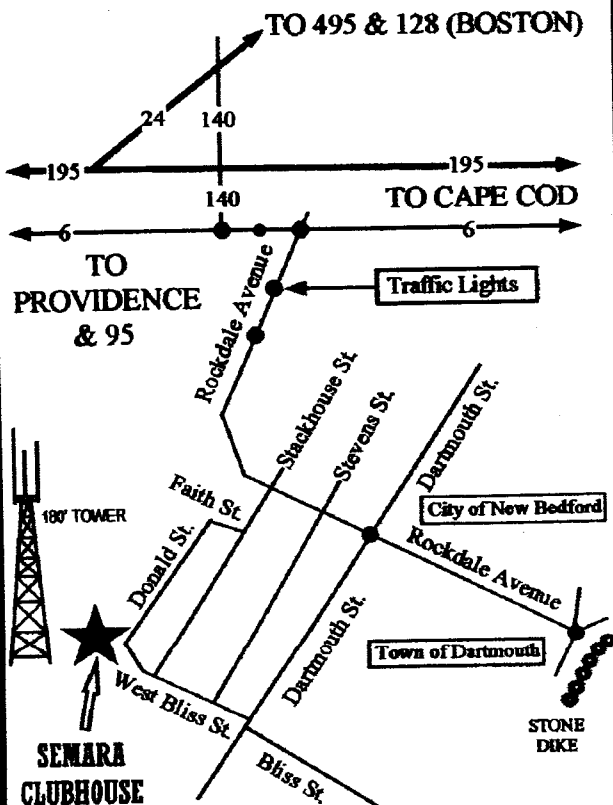 TO 495 & 128 (BOSTON)
24
140
195
195
140
TO CAPE COD
6
6
TO
PROVIDENCE
& 95
Rockdale Avenue
Traffic Lights
Stackhouse St.
Stevens St.
Dartmouth St.
Faith St.
180' TOWER
City of New Bedford
Donald St.
Rockdale Avenue
Dartmouth St.
Town of Dartmouth
West Bliss St.
STONE
DIKE
SEMARA
CLUBHOUSE
Bliss St.